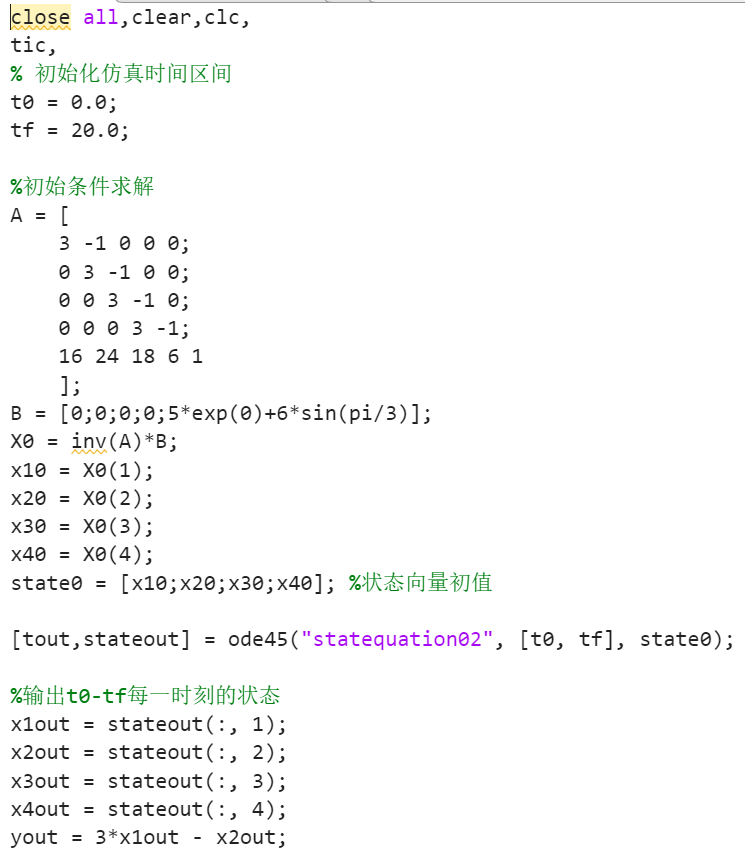 close all,clear,clc,
tic,
% 初始化仿真时间区间
t0 = 0.0;
tf = 20.0;
%初始条件求解
A = [
3 -1 0 0 0;
0 3 -1 0 0;
0 0 3 -1 0;
0 0 0 3 -1;
16 24 18 6 1
];
B = [0;0;0;0;5*exp(0)+6*sin(pi/3)];
X0 = inv(A)*B;
x10 = X0(1);
x20 = X0(2);
x30 = X0(3);
x40 = X0(4);
state0 = [x10;x20;x30;x40]; %状态向量初值
[tout,stateout] = ode45("statequation02", [t0, tf], state0);
%输出t0-tf每一时刻的状态
x1out = stateout(:, 1);
x2out = stateout(:, 2);
x3out = stateout(:, 3);
x4out = stateout(:, 4);
yout = 3*x1out - x2out;